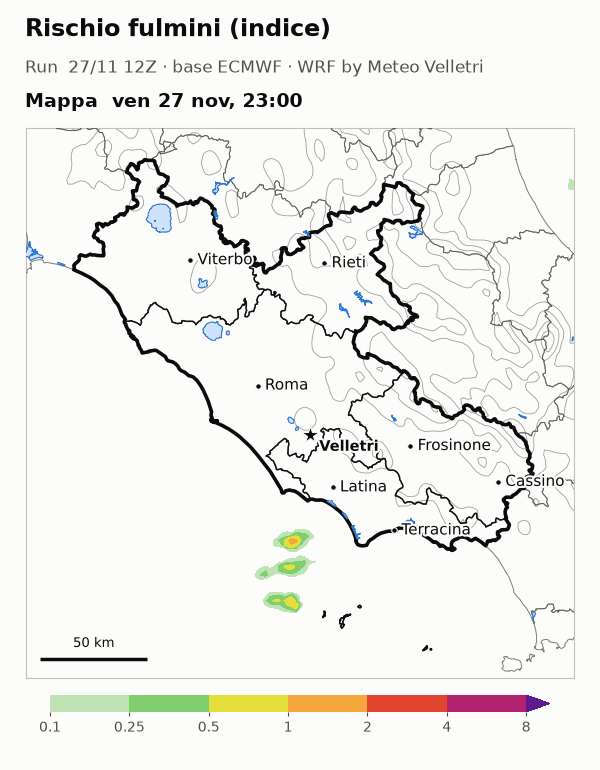 Rischio fulmini (indice)
Run  27/11 12Z · base ECMWF · WRF by Meteo Velletri
Mappa  ven 27 nov, 23:00
Viterbo
Rieti
Roma
Velletri
Frosinone
Cassino
Latina
Terracina
50 km
0.1 0.25 0.5 1 2 4 8